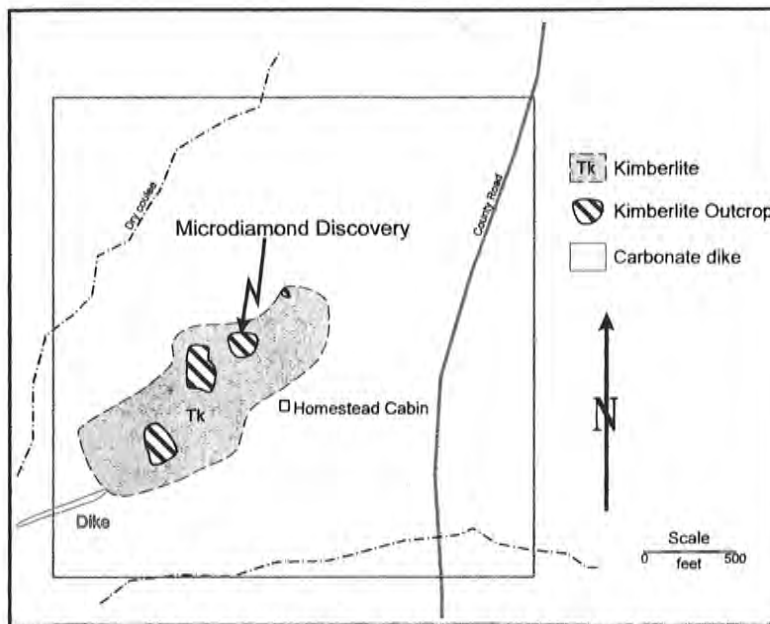 Dry coulee
Microdiamond Discovery
County Road
Tk Kimberlite
Kimberlite Outcrop
Carbonate dike
Tk
Homestead Cabin
N
Dike
Scale
0 feet 500